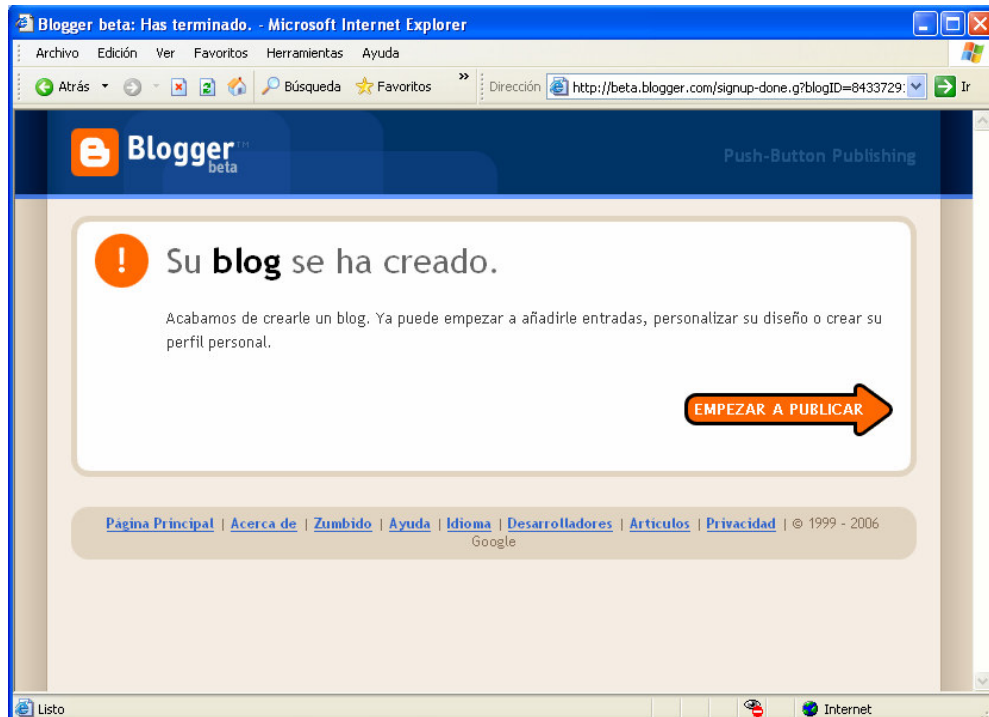 Blogger beta: Has terminado. - Microsoft Internet Explorer
Archivo Edición Ver Favoritos Herramientas Ayuda
Atrás Búsqueda Favoritos » Dirección http://beta.blogger.com/signup-done.g?blogID=8433729: Ir
Blogger™
beta
Push-Button Publishing
! Su blog se ha creado.
Acabamos de crearle un blog. Ya puede empezar a añadirle entradas, personalizar su diseño o crear su
perfil personal.
EMPEZAR A PUBLICAR
Página Principal | Acerca de | Zumbido | Ayuda | Idioma | Desarrolladores | Articulos | Privacidad | © 1999 - 2006
Google
Listo Internet